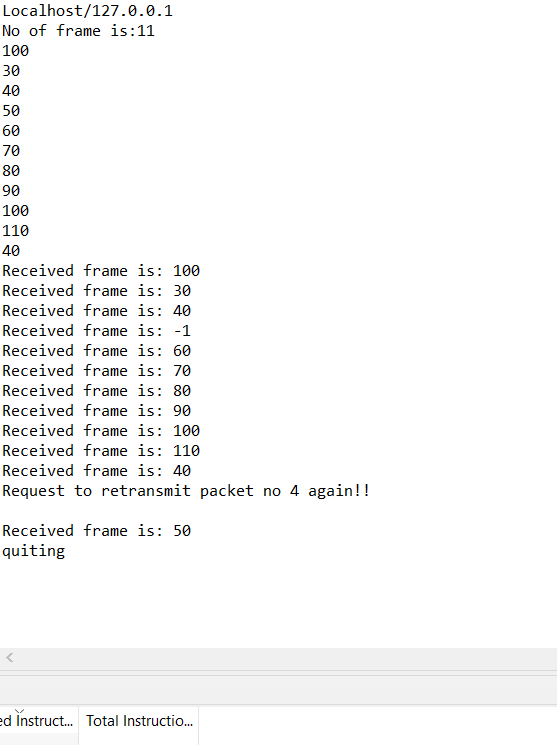 Localhost/127.0.0.1
No of frame is:11
100
30
40
50
60
70
80
90
100
110
40
Received frame is: 100
Received frame is: 30
Received frame is: 40
Received frame is: -1
Received frame is: 60
Received frame is: 70
Received frame is: 80
Received frame is: 90
Received frame is: 100
Received frame is: 110
Received frame is: 40
Request to retransmit packet no 4 again!!
Received frame is: 50
quiting
ed Instruct... Total Instructio...